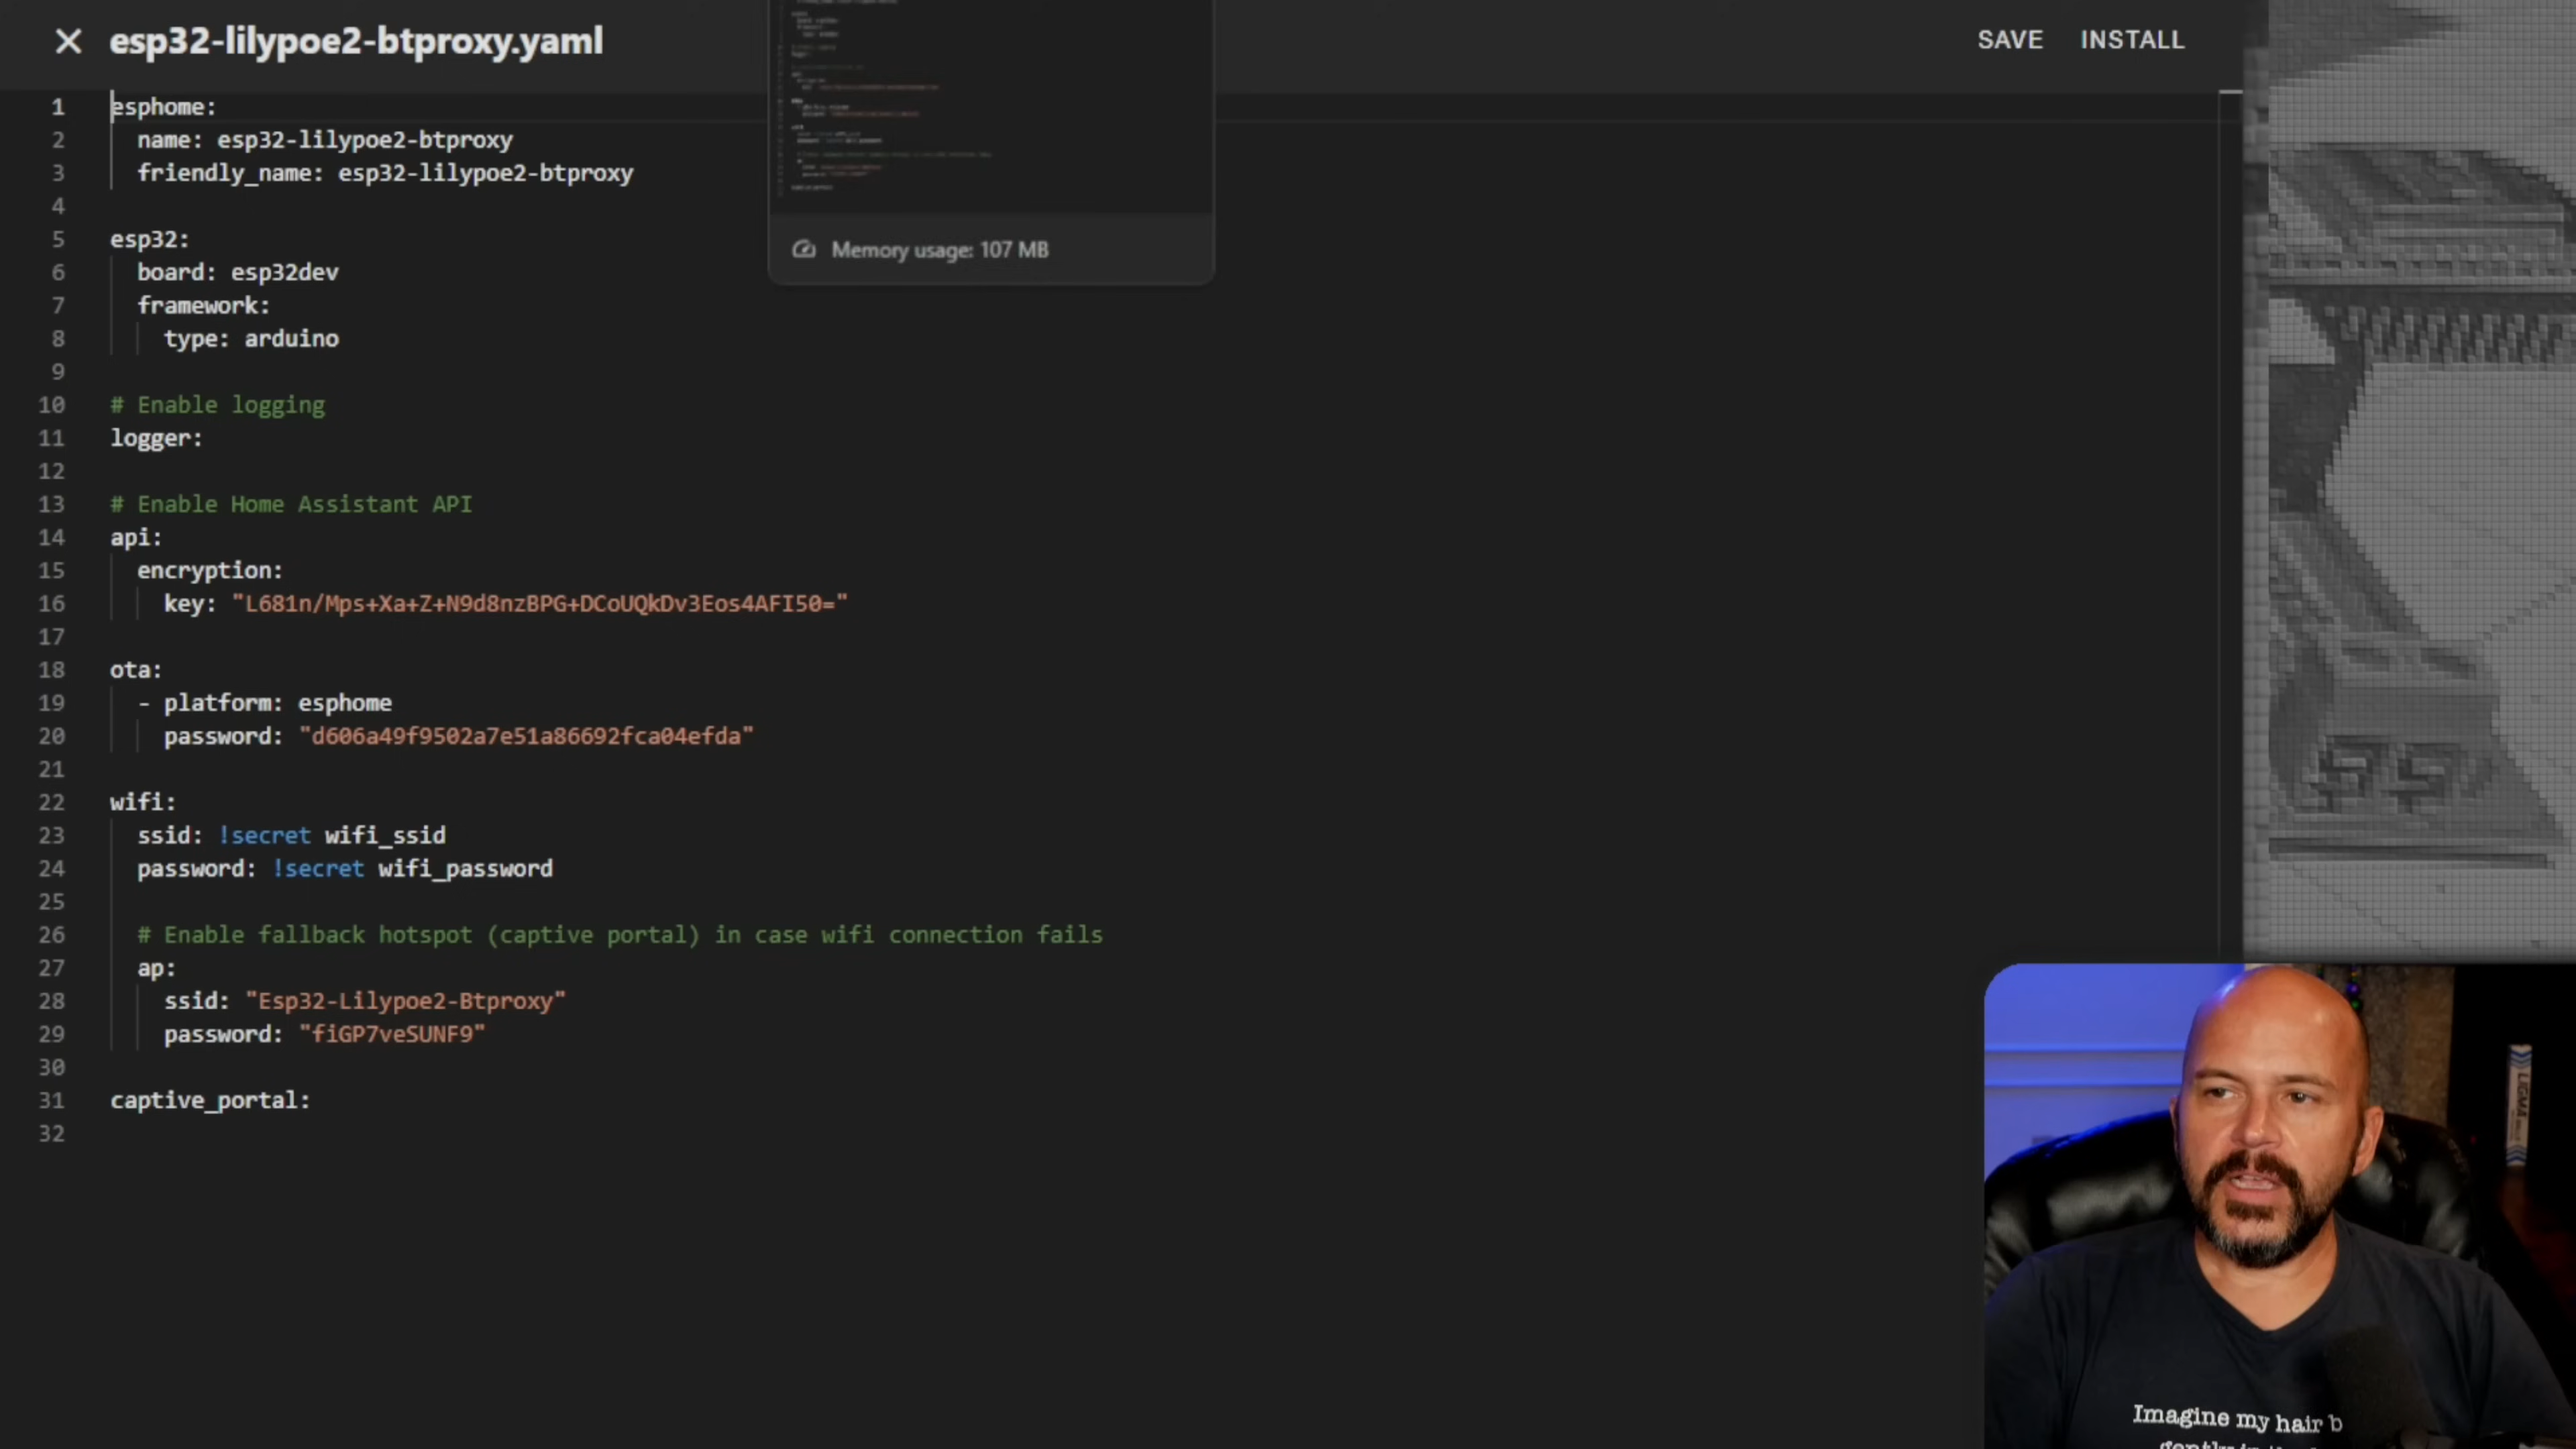 esp32-lilypoe2-btproxy.yaml
SAVE INSTALL
Memory usage: 107 MB
1 esphome:
2 name: esp32-lilypoe2-btproxy
3 friendly_name: esp32-lilypoe2-btproxy
4
5 esp32:
6 board: esp32dev
7 framework:
8 type: arduino
9
10 # Enable logging
11 logger:
12
13 # Enable Home Assistant API
14 api:
15 encryption:
16 key: "L681n/Mps+Xa+Z+N9d8nzBPG+DCoUQkDv3Eos4AFI50="
17
18 ota:
19 - platform: esphome
20 password: "d606a49f9502a7e51a86692fca04efda"
21
22 wifi:
23 ssid: !secret wifi_ssid
24 password: !secret wifi_password
25
26 # Enable fallback hotspot (captive portal) in case wifi connection fails
27 ap:
28 ssid: "Esp32-Lilypoe2-Btproxy"
29 password: "fiGP7veSUNF9"
30
31 captive_portal:
32
LIGMA
Imagine my hair b